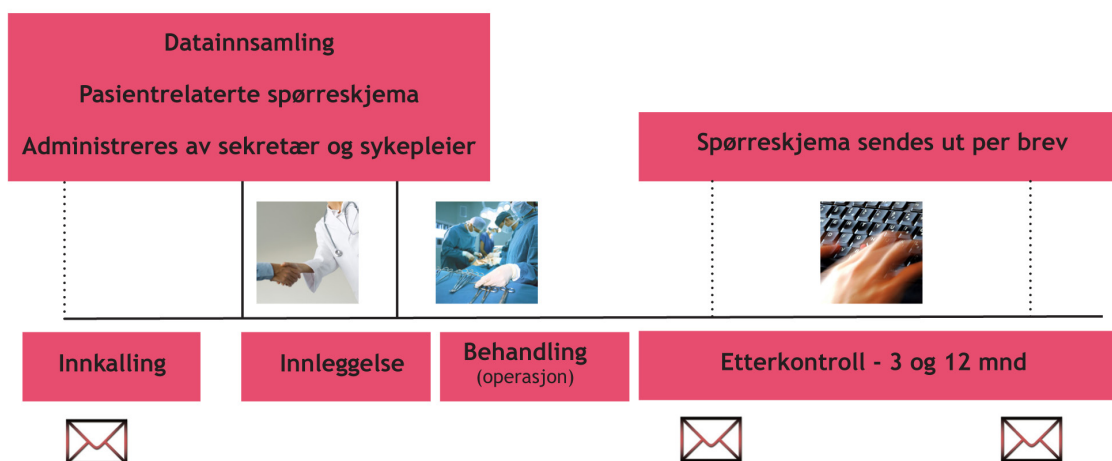 Datainnsamling
Pasientrelaterte spørreskjema
Administreres av sekretær og sykepleier
Spørreskjema sendes ut per brev
Innkalling
Innleggelse
Behandling
(operasjon)
Etterkontroll - 3 og 12 mnd